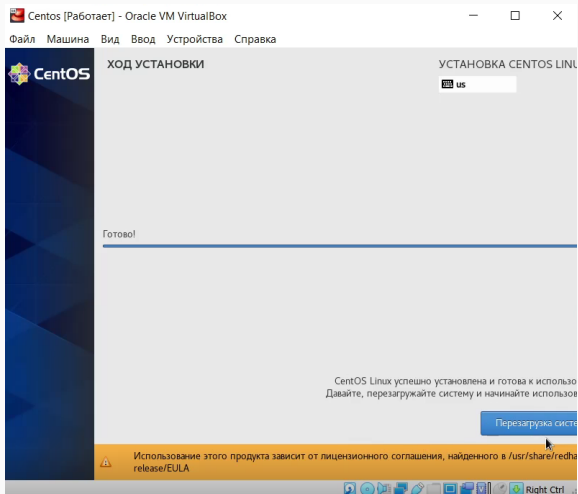 Centos [Работает] - Oracle VM VirtualBox
Файл Машина Вид Ввод Устройства Справка
CentOS
ХОД УСТАНОВКИ
УСТАНОВКА CENTOS LINU
us
Готово!
CentOS Linux успешно установлена и готова к использо
Давайте, перезагружайте систему и начинайте использов
Перезагрузка систе
Использование этого продукта зависит от лицензионного соглашения, найденного в /usr/share/redha
release/EULA
Right Ctrl